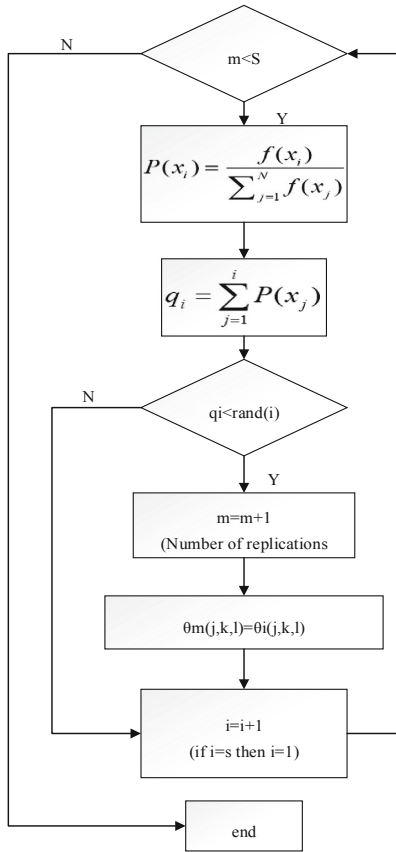 N
m<S
Y
P(x_i) = f(x_i) / ∑_{j=1}^{N} f(x_j)
q_i = ∑_{j=1}^{i} P(x_j)
N
qi<rand(i)
Y
m=m+1
(Number of replications
θm(j,k,l)=θi(j,k,l)
i=i+1
(if i=s then i=1)
end